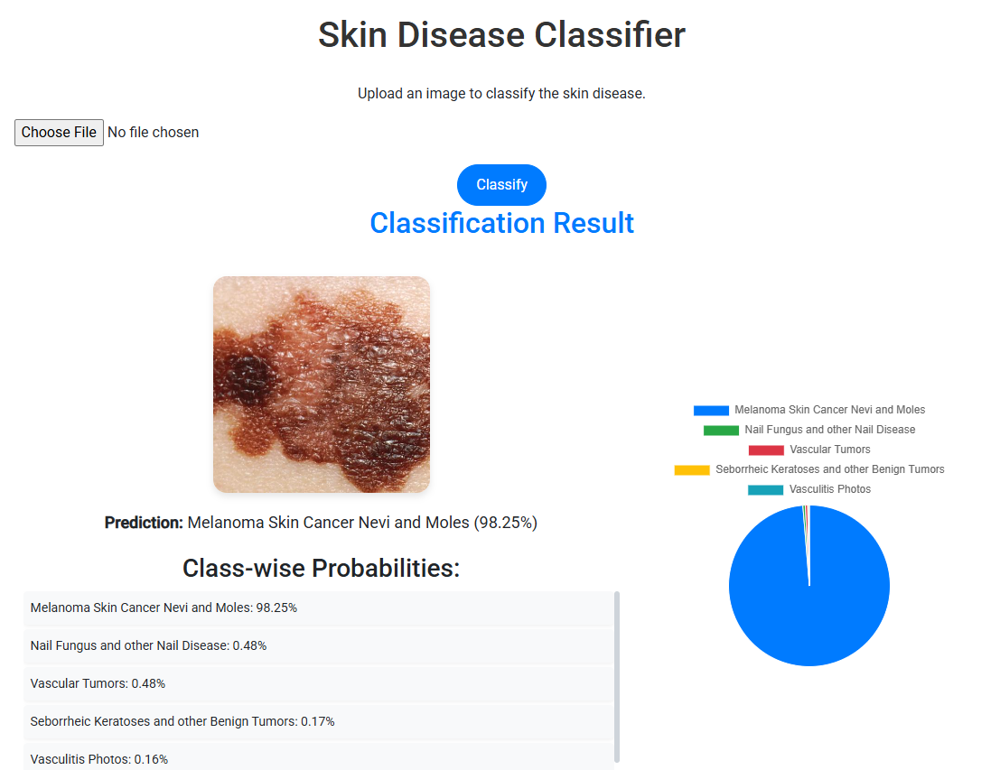 Skin Disease Classifier
Upload an image to classify the skin disease.
Choose File No file chosen
Classify
Classification Result
Prediction: Melanoma Skin Cancer Nevi and Moles (98.25%)
Class-wise Probabilities:
Melanoma Skin Cancer Nevi and Moles: 98.25%
Nail Fungus and other Nail Disease: 0.48%
Vascular Tumors: 0.48%
Seborrheic Keratoses and other Benign Tumors: 0.17%
Vasculitis Photos: 0.16%
Melanoma Skin Cancer Nevi and Moles
Nail Fungus and other Nail Disease
Vascular Tumors
Seborrheic Keratoses and other Benign Tumors
Vasculitis Photos